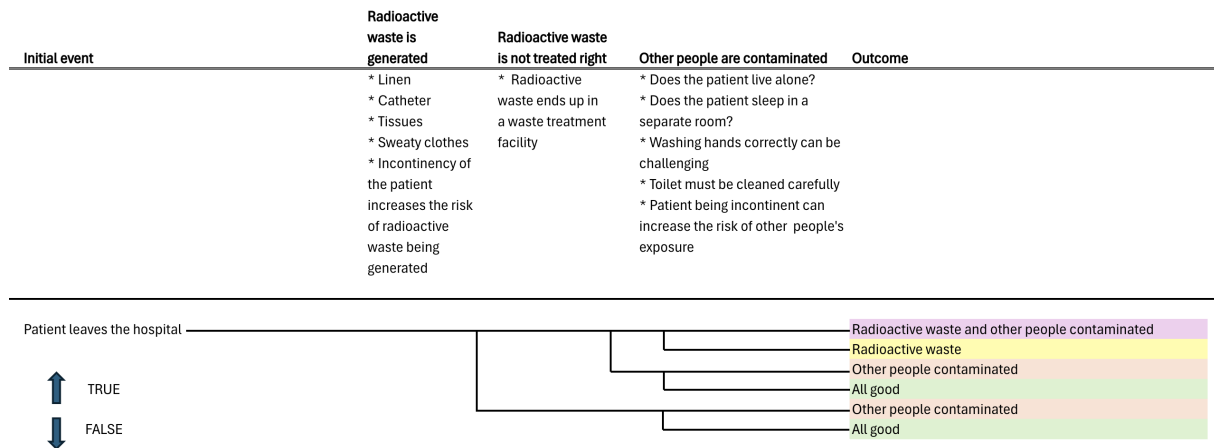 Initial event
Radioactive
waste is
generated
Radioactive waste
is not treated right
Other people are contaminated
Outcome
* Linen
* Catheter
* Tissues
* Sweaty clothes
* Incontinency of
the patient
increases the risk
of radioactive
waste being
generated
* Radioactive
waste ends up in
a waste treatment
facility
* Does the patient live alone?
* Does the patient sleep in a
separate room?
* Washing hands correctly can be
challenging
* Toilet must be cleaned carefully
* Patient being incontinent can
increase the risk of other people's
exposure
Patient leaves the hospital
Radioactive waste and other people contaminated
Radioactive waste
Other people contaminated
All good
Other people contaminated
All good
TRUE
FALSE